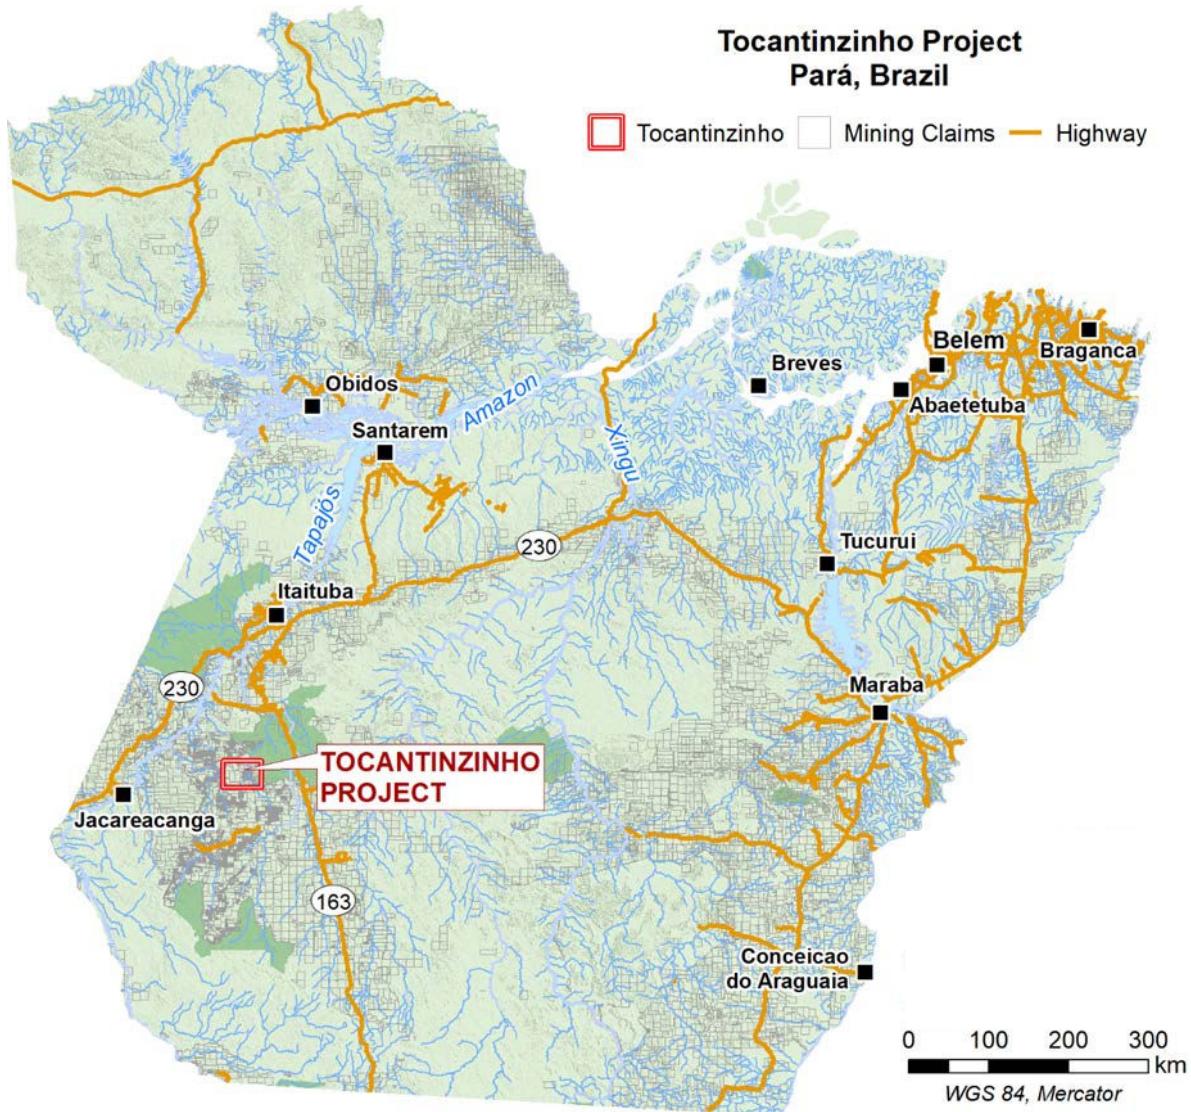 Tocantinzinho Project
Pará, Brazil
Tocantinzinho Mining Claims Highway
Obidos
Santarem
Amazon
Tapajós
Xingu
Breves
Belem
Braganca
Abaetetuba
230
Tucurui
Itaituba
230
Maraba
TOCANTINZINHO
PROJECT
Jacareacanga
163
Conceicao
do Araguaia
0 100 200 300
km
WGS 84, Mercator